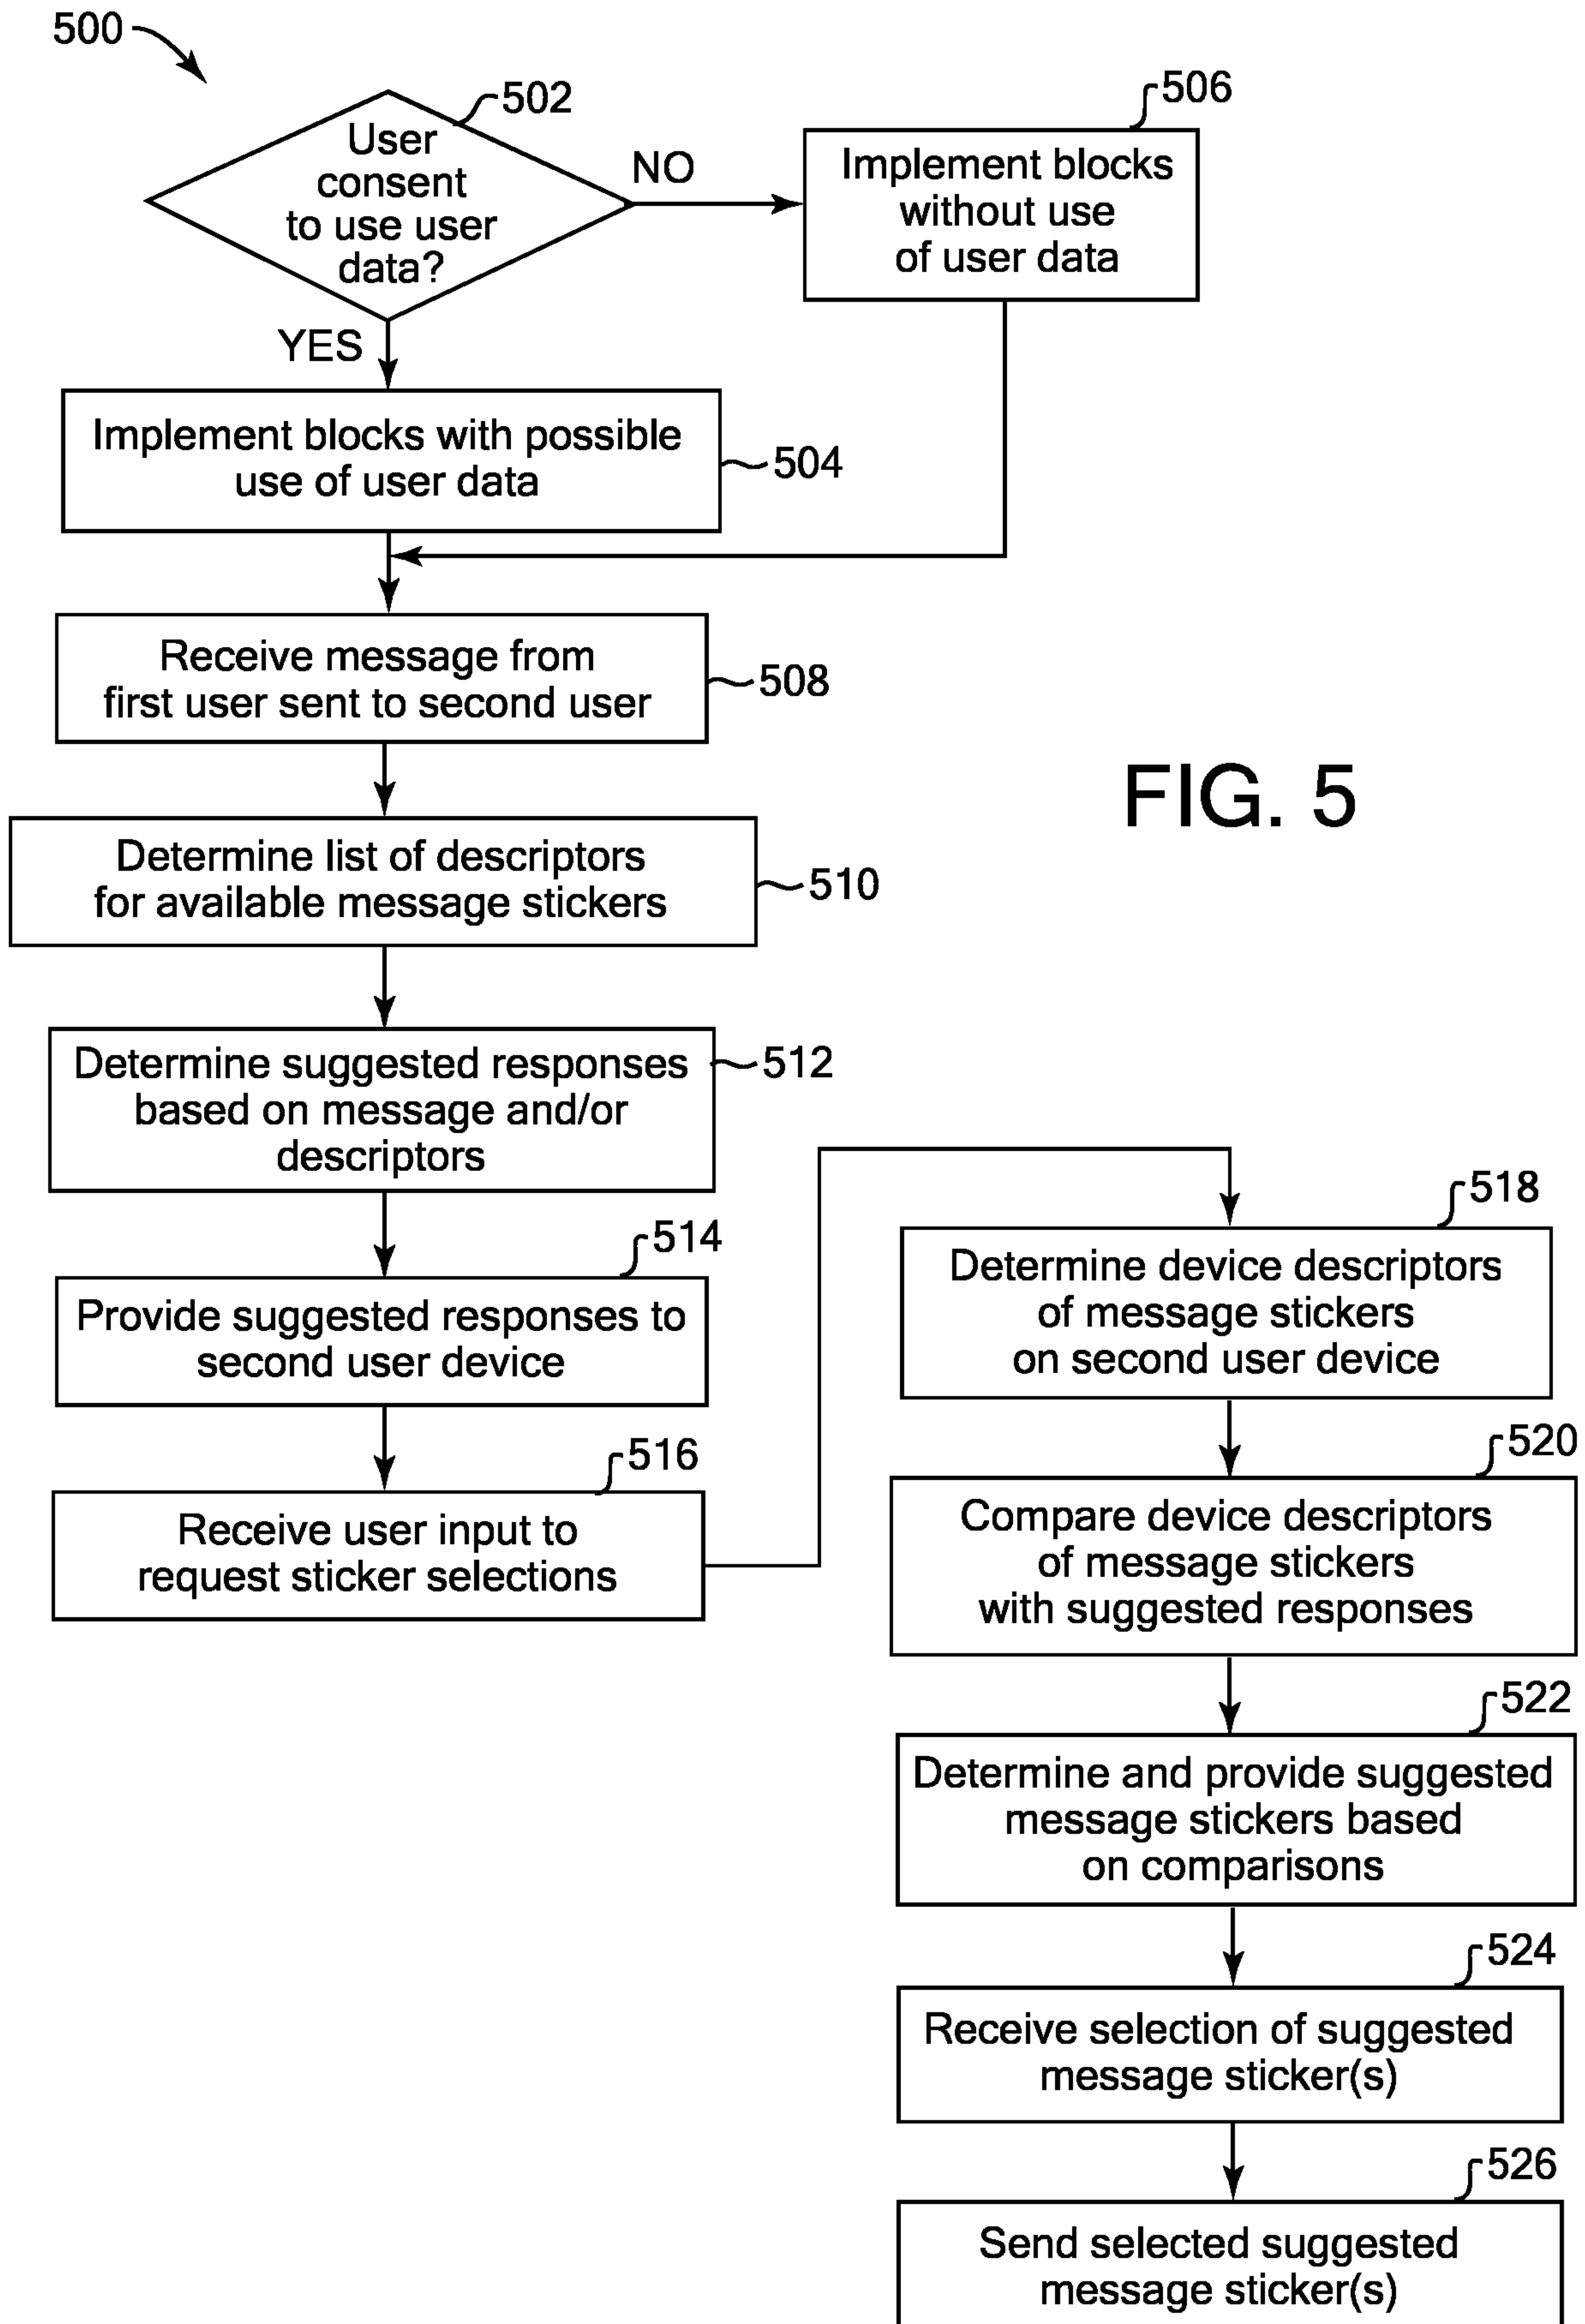 500
502
User
consent
to use user
data?
NO
506
Implement blocks
without use
of user data
YES
Implement blocks with possible
use of user data
504
Receive message from
first user sent to second user
508
FIG. 5
Determine list of descriptors
for available message stickers
510
Determine suggested responses
based on message and/or
descriptors
512
514
Provide suggested responses to
second user device
516
Receive user input to
request sticker selections
518
Determine device descriptors
of message stickers
on second user device
520
Compare device descriptors
of message stickers
with suggested responses
522
Determine and provide suggested
message stickers based
on comparisons
524
Receive selection of suggested
message sticker(s)
526
Send selected suggested
message sticker(s)